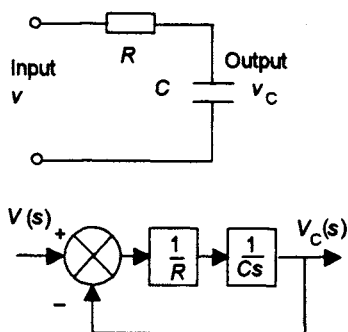 R
Input
v
C
Output
v_C
V(s)
+
−
1/R
1/Cs
V_C(s)